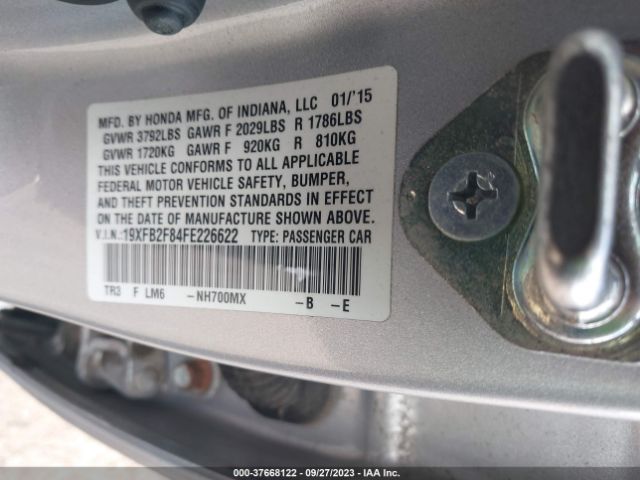 MFD. BY HONDA MFG. OF INDIANA, LLC 01/'15
GVWR 3792LBS GAWR F 2029LBS R 1786LBS
GVWR 1720KG GAWR F 920KG R 810KG
THIS VEHICLE CONFORMS TO ALL APPLICABLE
FEDERAL MOTOR VEHICLE SAFETY, BUMPER,
AND THEFT PREVENTION STANDARDS IN EFFECT
ON THE DATE OF MANUFACTURE SHOWN ABOVE.
V.I.N.: 19XFB2F84FE226622 TYPE: PASSENGER CAR
TR3 F LM6 -NH700MX -B -E
COPART - 37668122 - 09/27/2023 - IAA Inc.